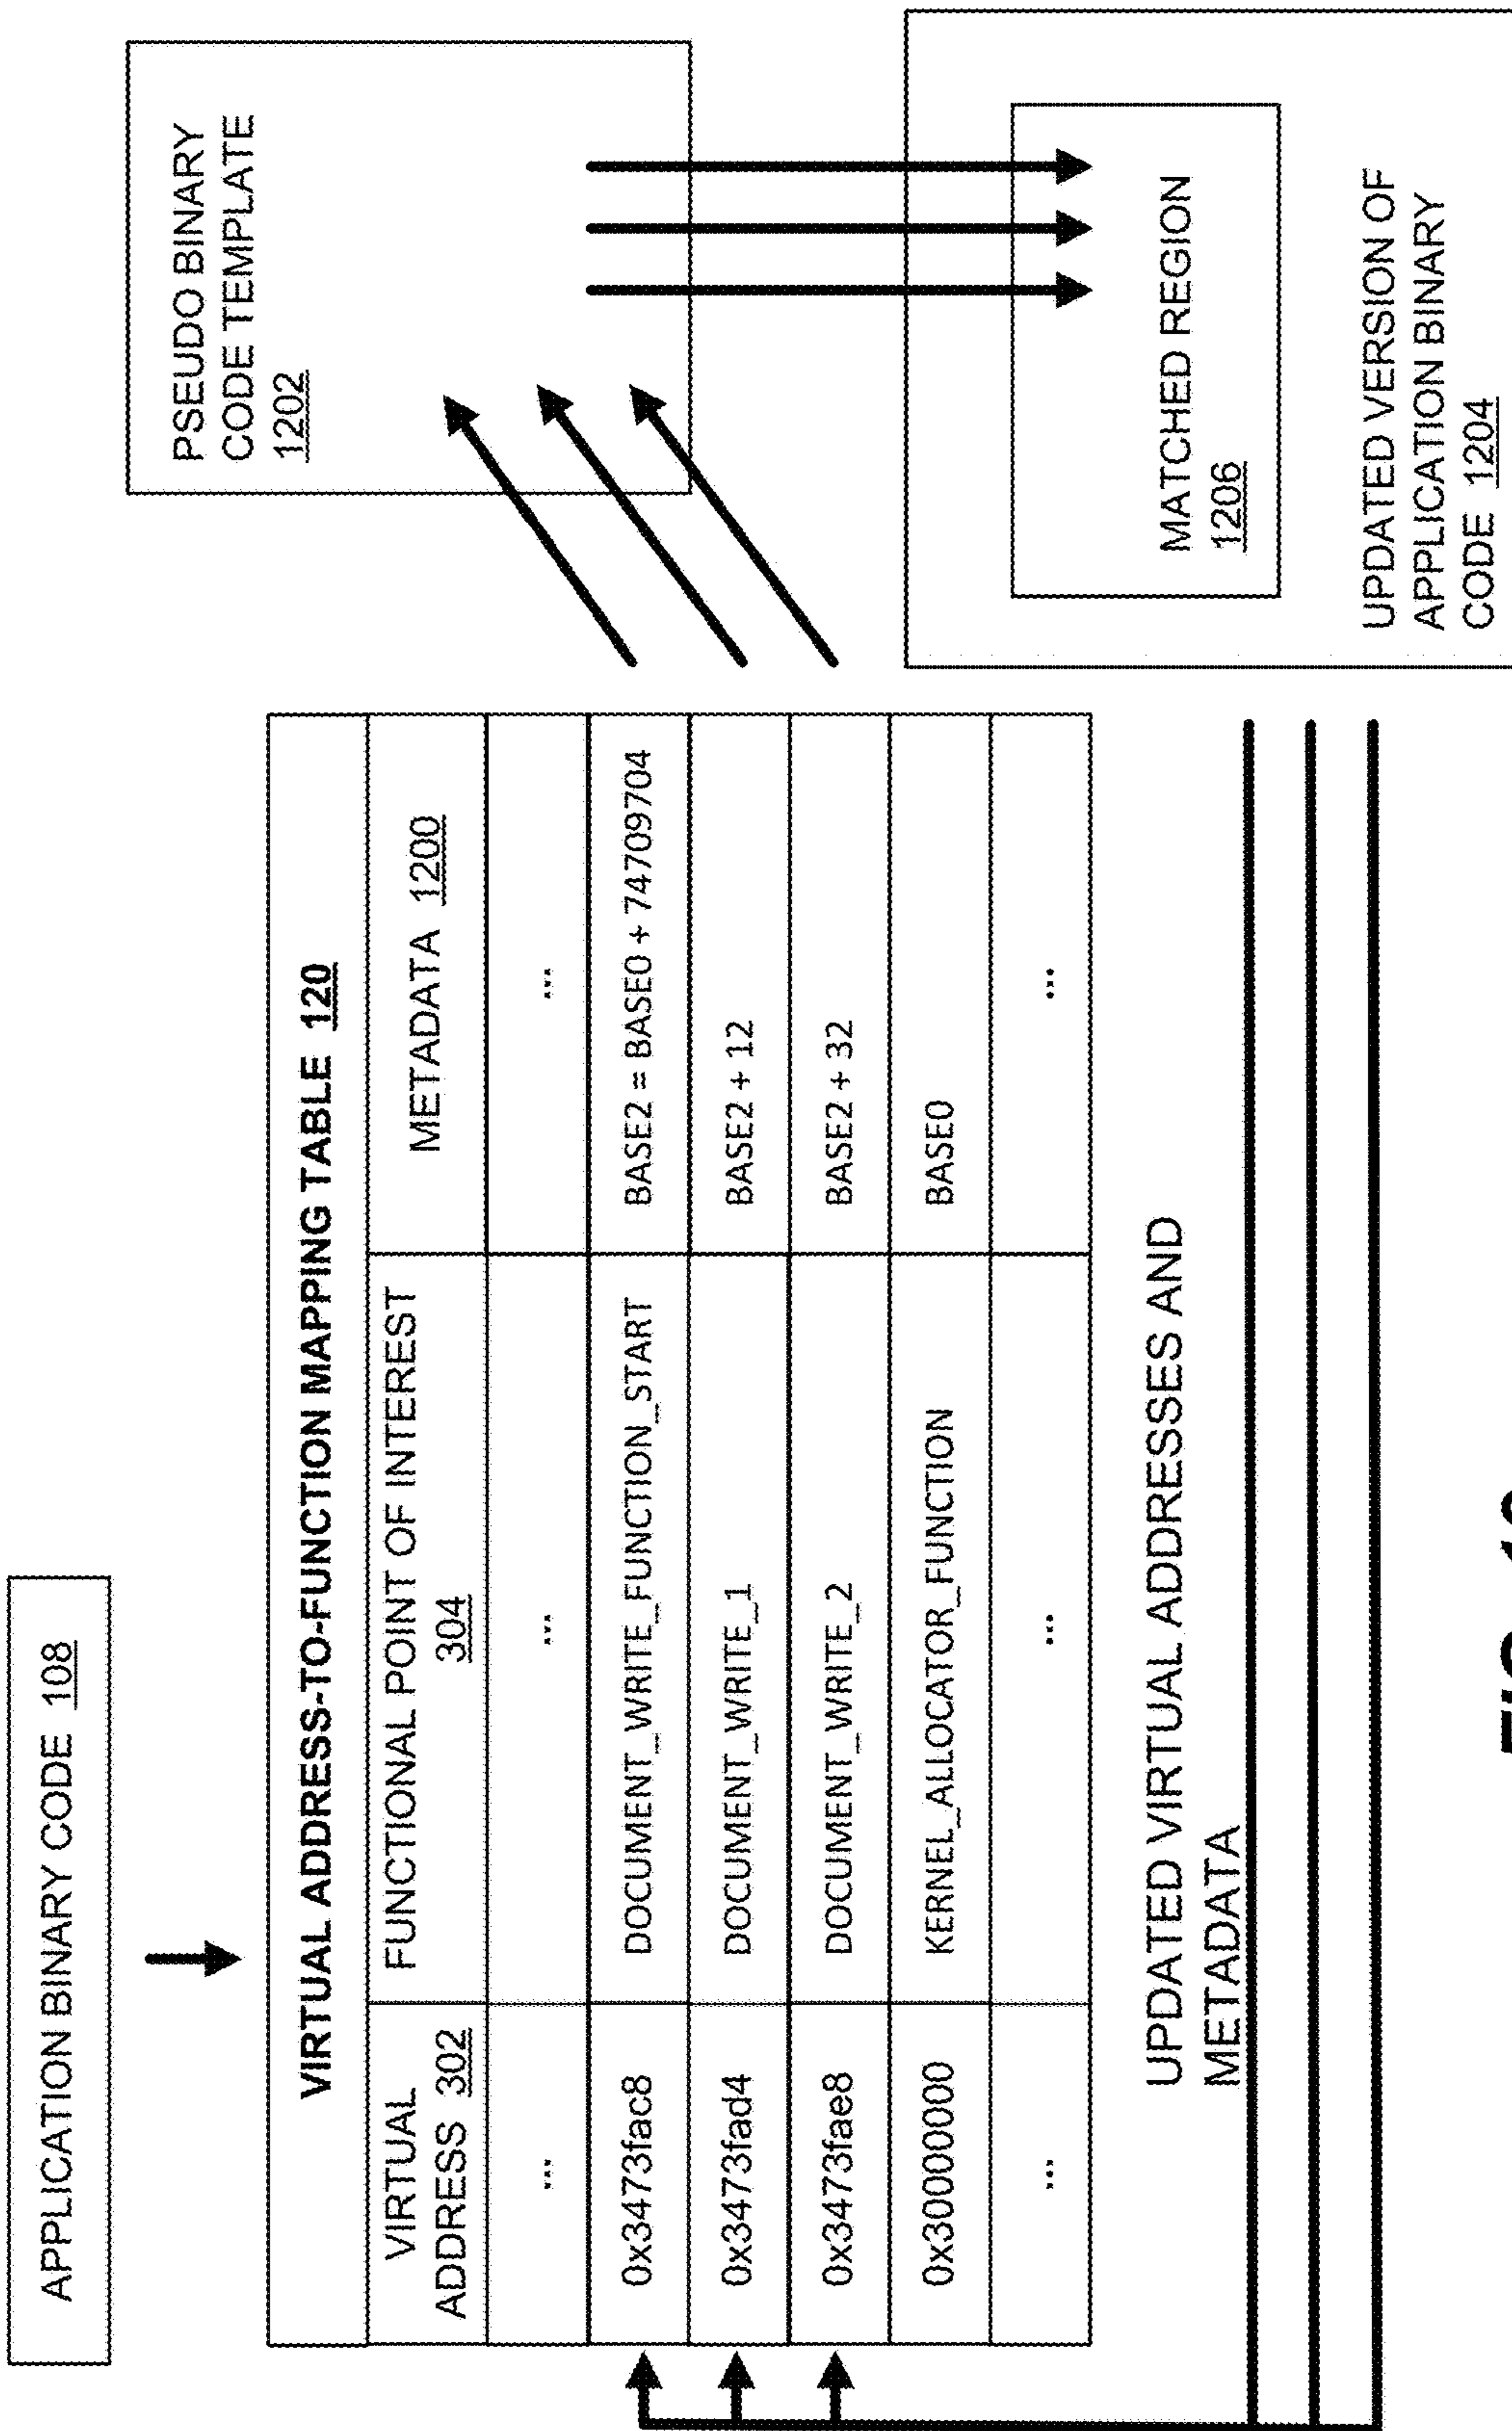 APPLICATION BINARY CODE 108
VIRTUAL ADDRESS-TO-FUNCTION MAPPING TABLE 120
VIRTUAL
ADDRESS 302
FUNCTIONAL POINT OF INTEREST
304
METADATA 1200
... ... ...
0x3473fac8 DOCUMENT_WRITE_FUNCTION_START BASE2 = BASE0 + 74709704
0x3473fad4 DOCUMENT_WRITE_1 BASE2 + 12
0x3473fae8 DOCUMENT_WRITE_2 BASE2 + 32
0x30000000 KERNEL_ALLOCATOR_FUNCTION BASE0
... ... ...
UPDATED VIRTUAL ADDRESSES AND
METADATA
PSEUDO BINARY
CODE TEMPLATE
1202
MATCHED REGION
1206
UPDATED VERSION OF
APPLICATION BINARY
CODE 1204
FIG.